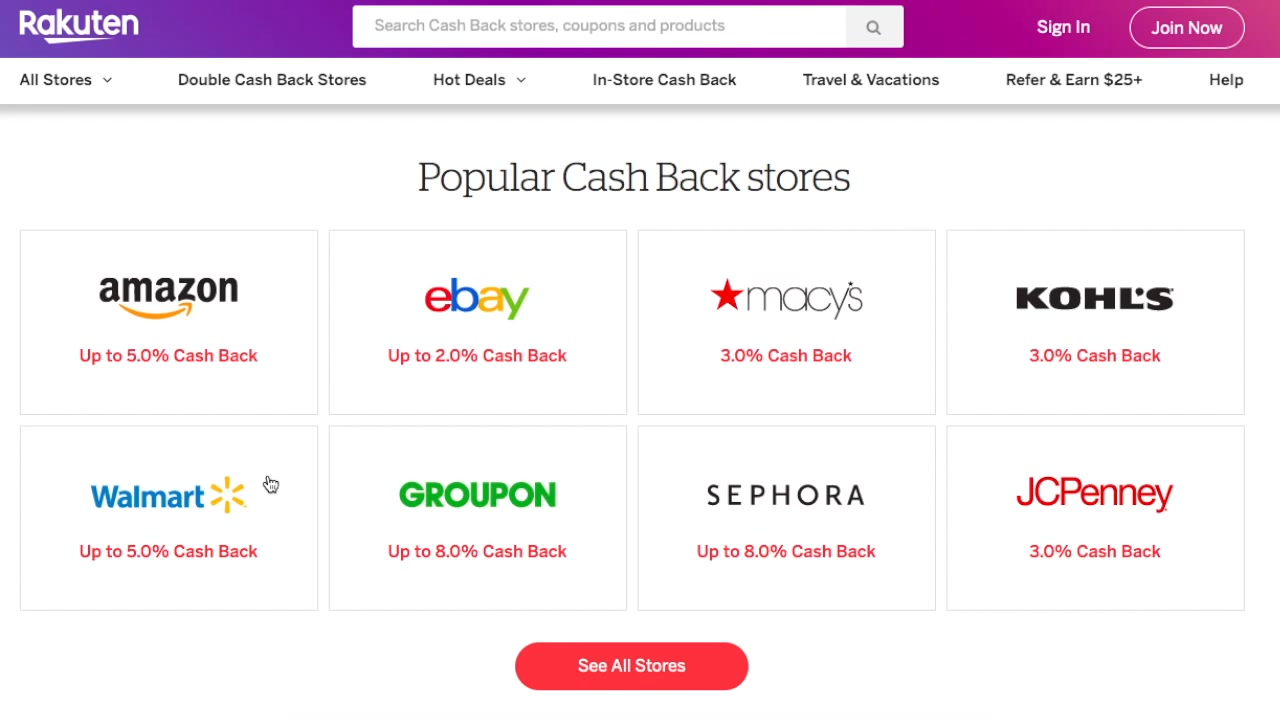 Rakuten
Search Cash Back stores, coupons and products
Sign In
Join Now
All Stores
Double Cash Back Stores
Hot Deals
In-Store Cash Back
Travel & Vacations
Refer & Earn $25+
Help
Popular Cash Back stores
amazon
Up to 5.0% Cash Back
ebay
Up to 2.0% Cash Back
macy's
3.0% Cash Back
KOHL'S
3.0% Cash Back
Walmart
Up to 5.0% Cash Back
GROUPON
Up to 8.0% Cash Back
SEPHORA
Up to 8.0% Cash Back
JCPenney
3.0% Cash Back
See All Stores